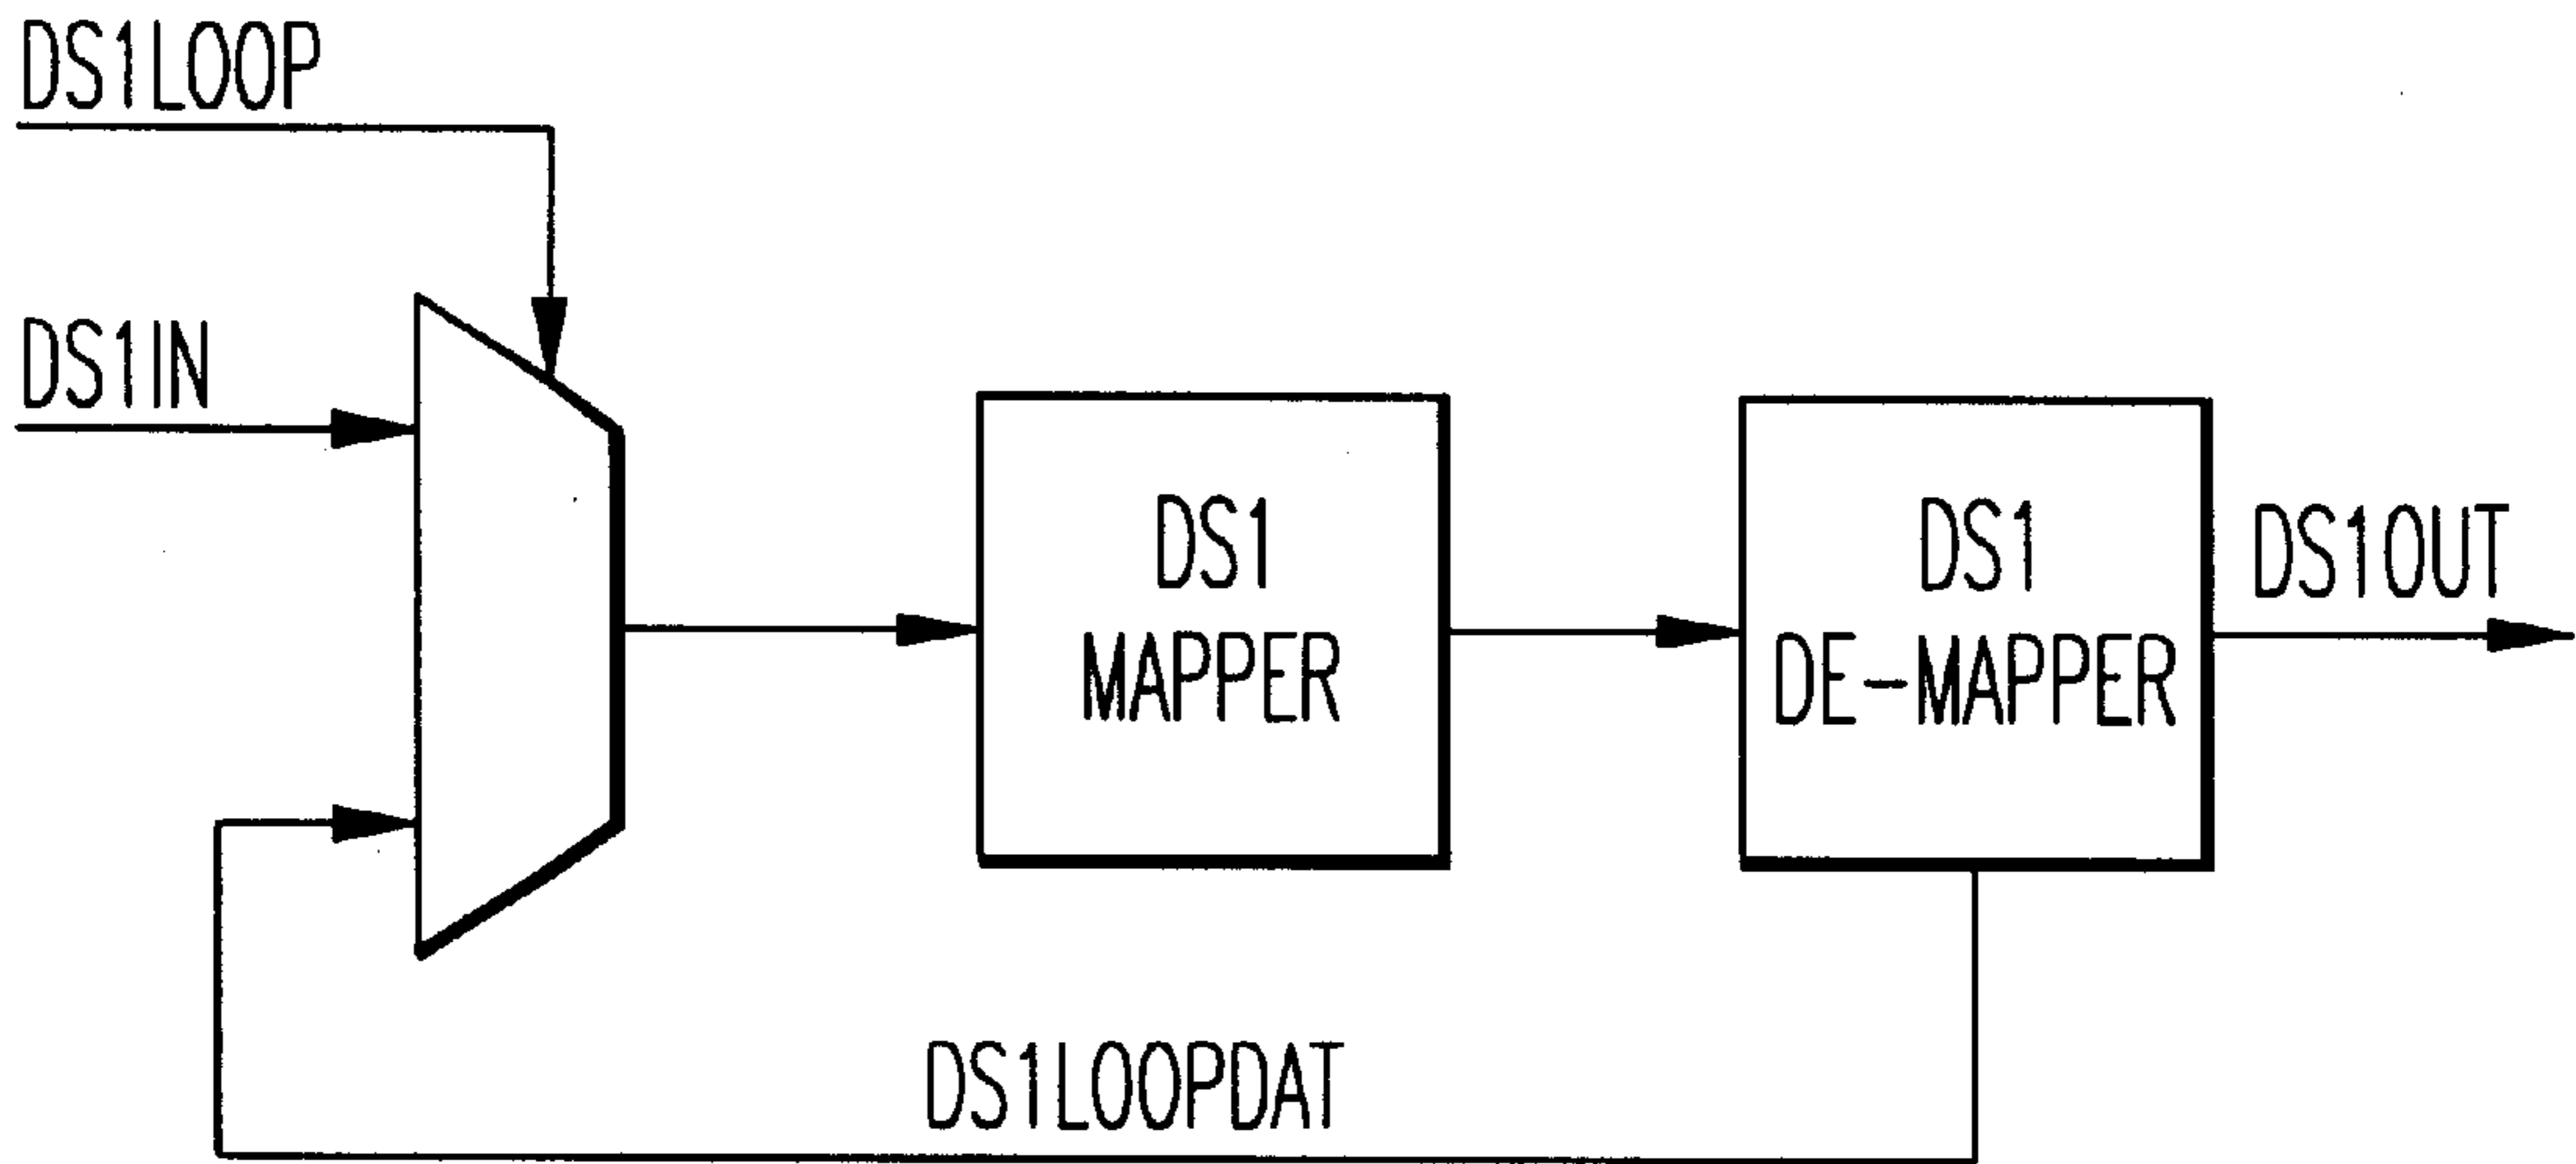 DS1LOOP
DS1IN
DS1
MAPPER
DS1
DE-MAPPER
DS1OUT
DS1LOOPDAT